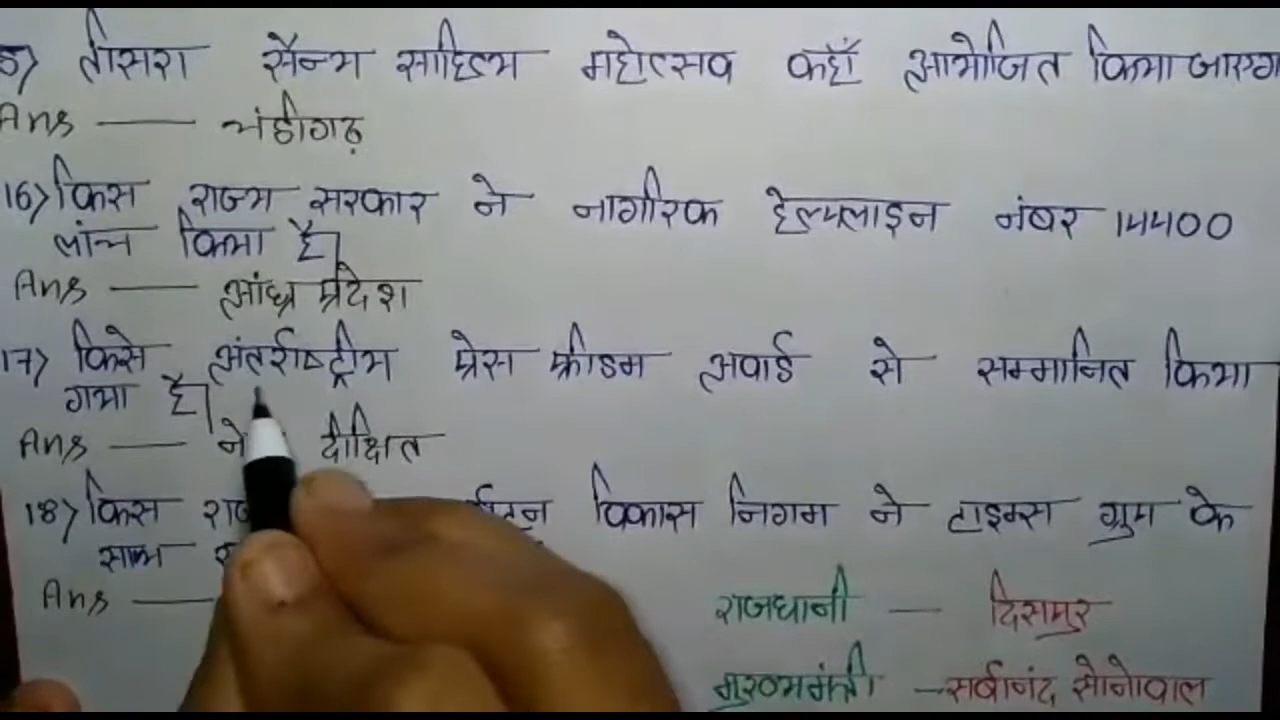 5) तीसरा सैन्य साहित्य महोत्सव कहाँ आयोजित किया जाएगा
Ans —— चंडीगढ़
16) किस राज्य सरकार ने नागरिक हेल्पलाइन नंबर 14400
लांच किया है।
Ans —— आंध्र प्रदेश
17) किसे अंतर्राष्ट्रीय प्रेस फ्रीडम अवार्ड से सम्मानित किया
गया है।
Ans —— ने दीक्षित
18) किस विकास निगम ने टाइम्स ग्रुप के
साथ
Ans ——
राजधानी — दिसपुर
मुख्यमंत्री — सर्बानंद सोनोवाल